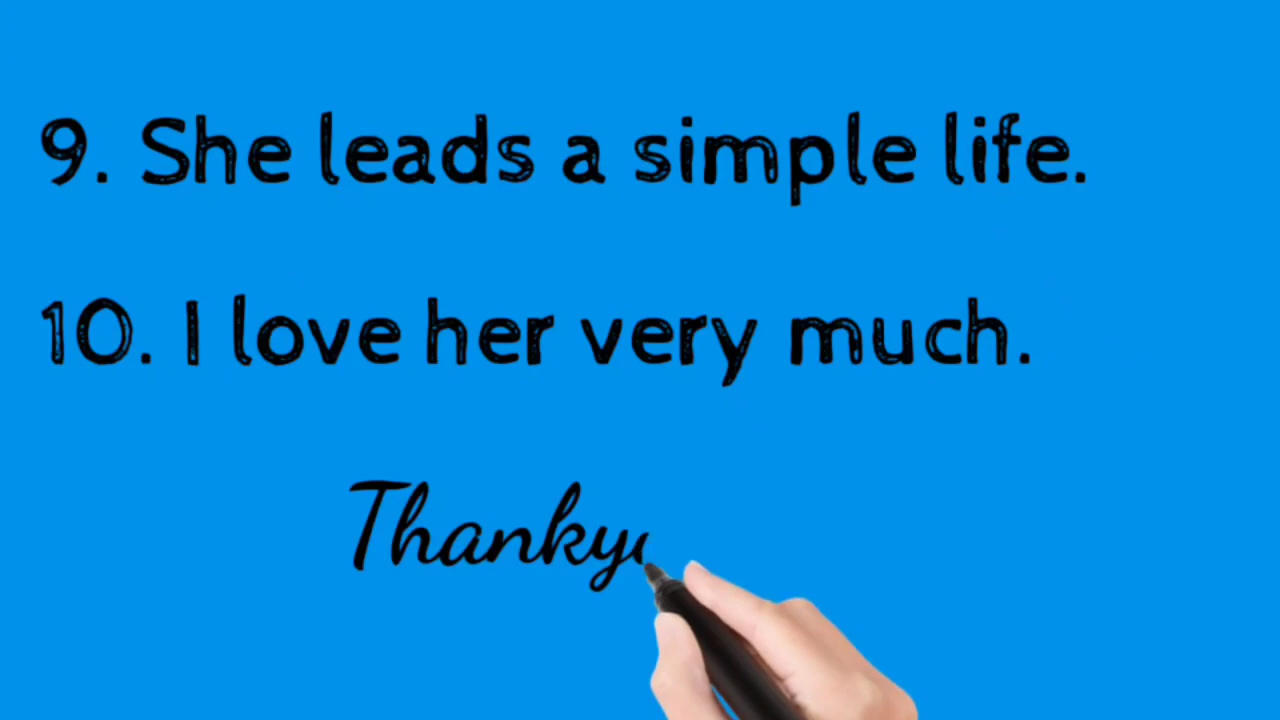 9. She leads a simple life.
10. I love her very much.
Thanky